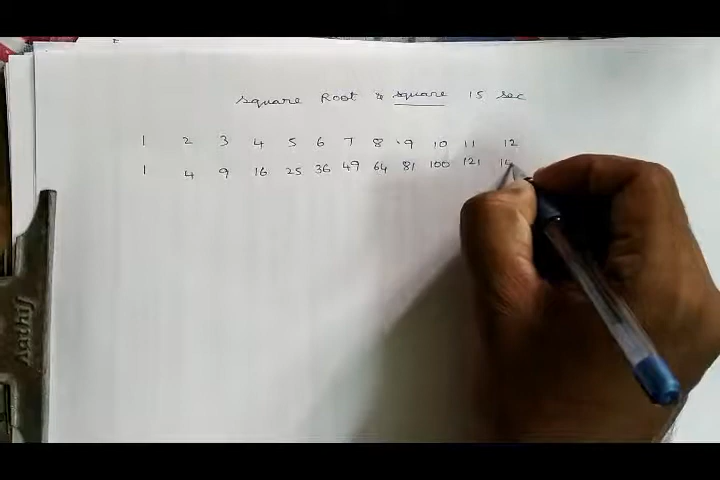 square Root & square 15 sec
1 2 3 4 5 6 7 8 9 10 11 12
1 4 9 16 25 36 49 64 81 100 121
Aathij